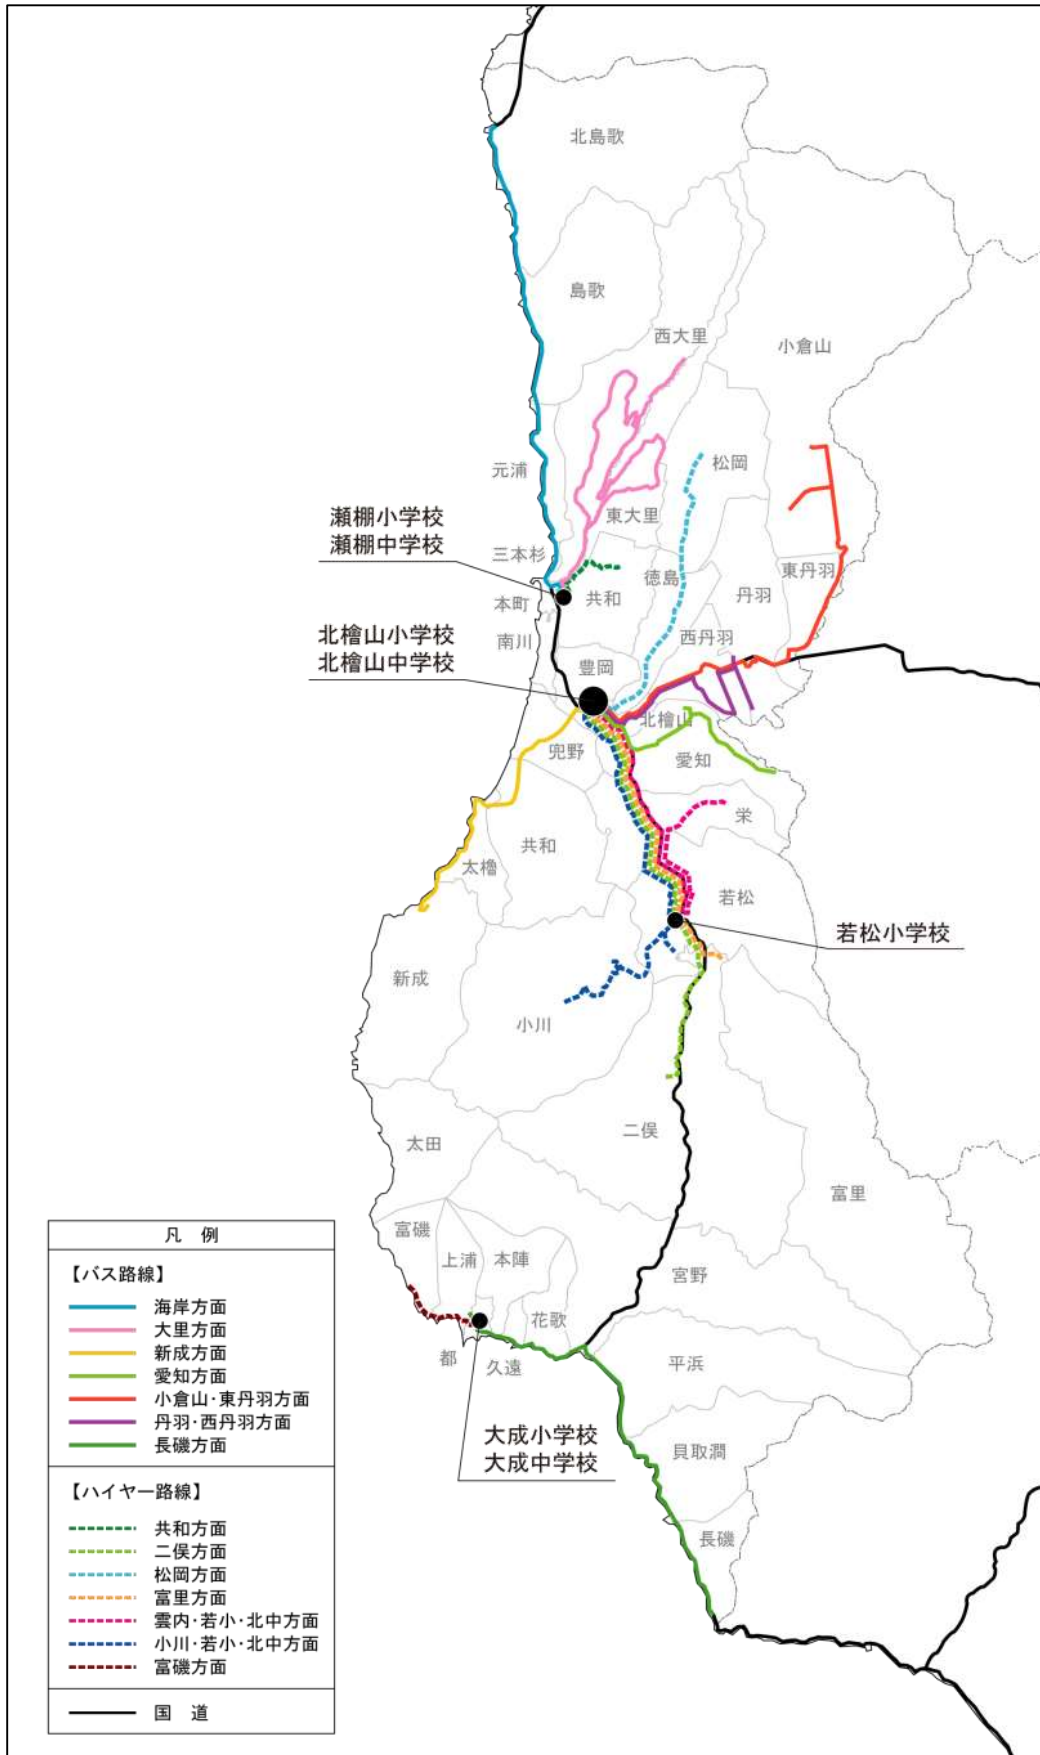 北島歌
島歌
西大里
小倉山
元浦
松岡
瀬棚小学校
瀬棚中学校
東大里
三本杉
徳島
東丹羽
本町
共和
丹羽
南川
西丹羽
北檜山小学校
北檜山中学校
豊岡
北檜山
兜野
愛知
栄
共和
太櫓
若松
若松小学校
新成
小川
二俣
太田
富里
富磯
上浦
本陣
宮野
花歌
都
久遠
平浜
大成小学校
大成中学校
貝取澗
長磯
凡 例
【バス路線】
海岸方面
大里方面
新成方面
愛知方面
小倉山・東丹羽方面
丹羽・西丹羽方面
長磯方面
【ハイヤー路線】
共和方面
二俣方面
松岡方面
富里方面
雲内・若小・北中方面
小川・若小・北中方面
富磯方面
国 道